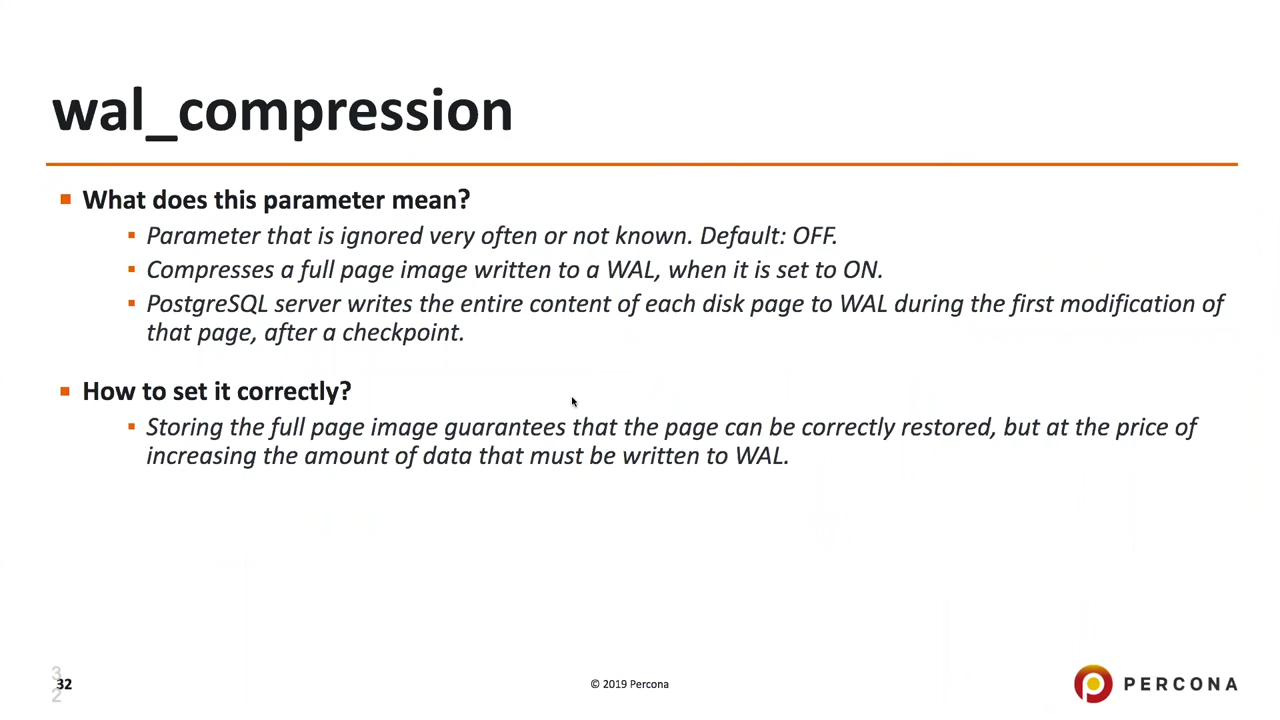 wal_compression
What does this parameter mean?
Parameter that is ignored very often or not known. Default: OFF.
Compresses a full page image written to a WAL, when it is set to ON.
PostgreSQL server writes the entire content of each disk page to WAL during the first modification of
that page, after a checkpoint.
How to set it correctly?
Storing the full page image guarantees that the page can be correctly restored, but at the price of
increasing the amount of data that must be written to WAL.
3
32
2
© 2019 Percona
PERCONA